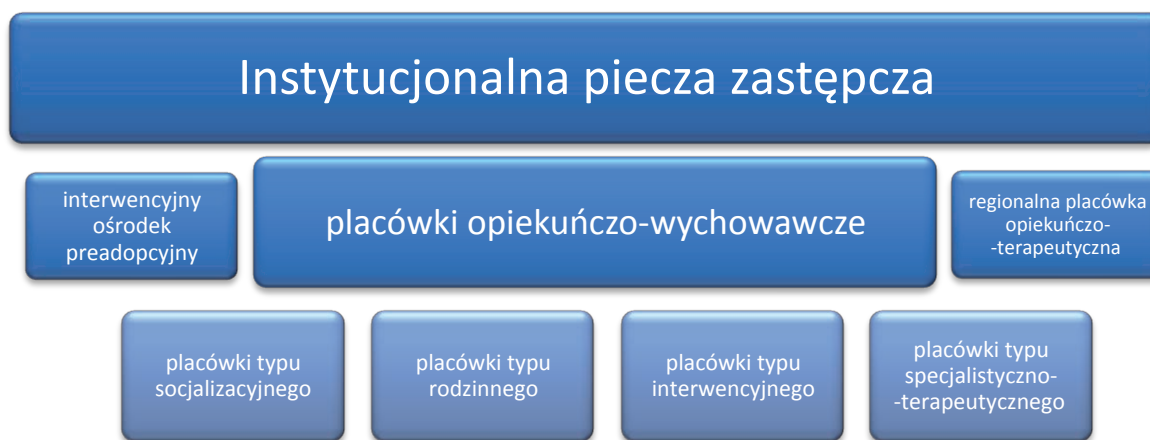 Instytucjonalna piecza zastępcza
interwencyjny
ośrodek
preadopcyjny
placówki opiekuńczo-wychowawcze
regionalna placówka
opiekuńczo-
-terapeutyczna
placówki typu
socjalizacyjnego
placówki typu
rodzinnego
placówki typu
interwencyjnego
placówki typu
specjalistyczno-
-terapeutycznego